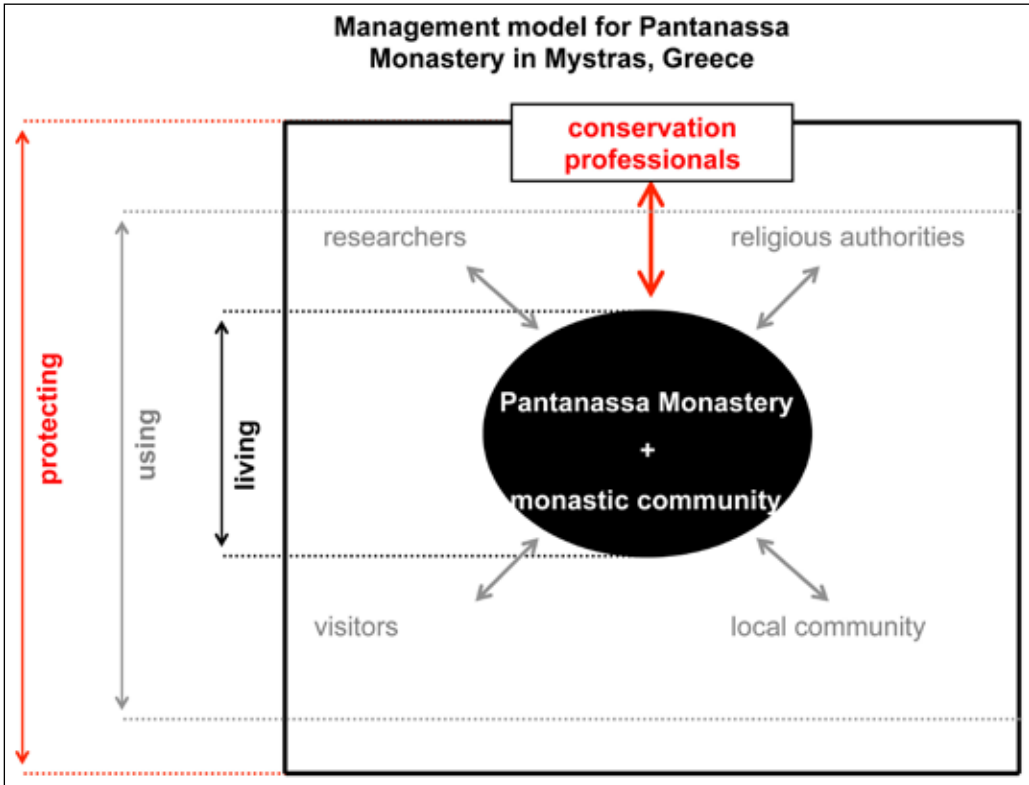 Management model for Pantanassa
Monastery in Mystras, Greece
conservation
professionals
researchers
religious authorities
protecting
using
living
Pantanassa Monastery
+
monastic community
visitors
local community